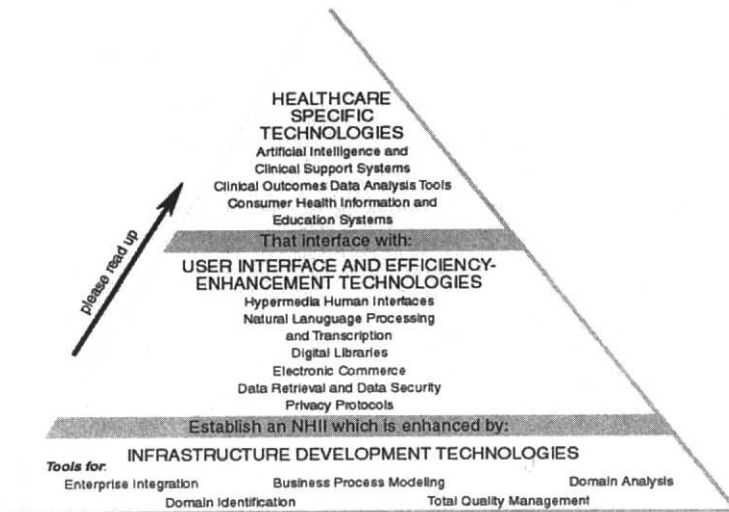 HEALTHCARE
SPECIFIC
TECHNOLOGIES
Artificial Intelligence and
Clinical Support Systems
Clinical Outcomes Data Analysis Tools
Consumer Health Information and
Education Systems
please read up
That interface with:
USER INTERFACE AND EFFICIENCY-
ENHANCEMENT TECHNOLOGIES
Hypermedia Human Interfaces
Natural Lanuguage Processing
and Transcription
Digital Libraries
Electronic Commerce
Data Retrieval and Data Security
Privacy Protocols
Establish an NHII which is enhanced by:
INFRASTRUCTURE DEVELOPMENT TECHNOLOGIES
Tools for:
Enterprise Integration Business Process Modeling Domain Analysis
Domain Identification Total Quality Management